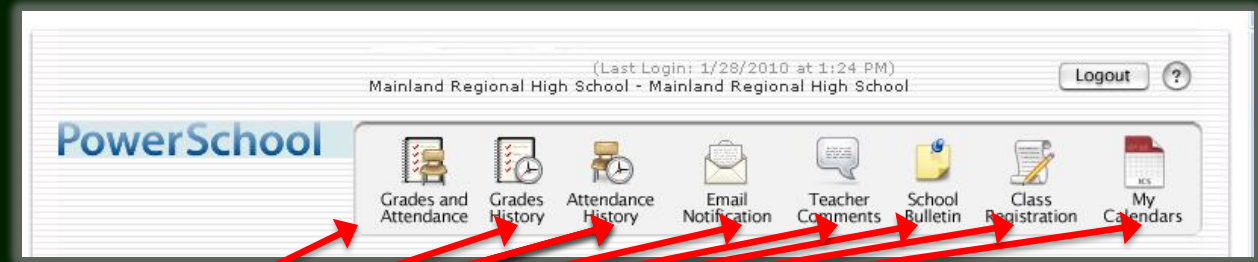 (Last Login: 1/28/2010 at 1:24 PM)
Mainland Regional High School - Mainland Regional High School
Logout ?
PowerSchool
Grades and Attendance
Grades History
Attendance History
Email Notification
Teacher Comments
School Bulletin
Class Registration
ICS
My Calendars